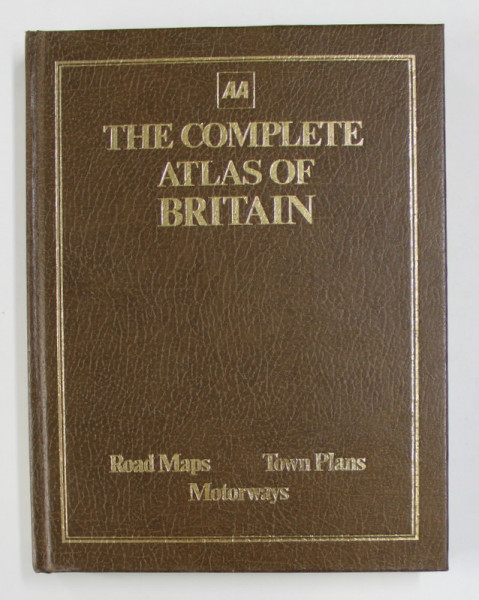 AA
THE COMPLETE
ATLAS OF
BRITAIN
Road Maps Town Plans
Motorways